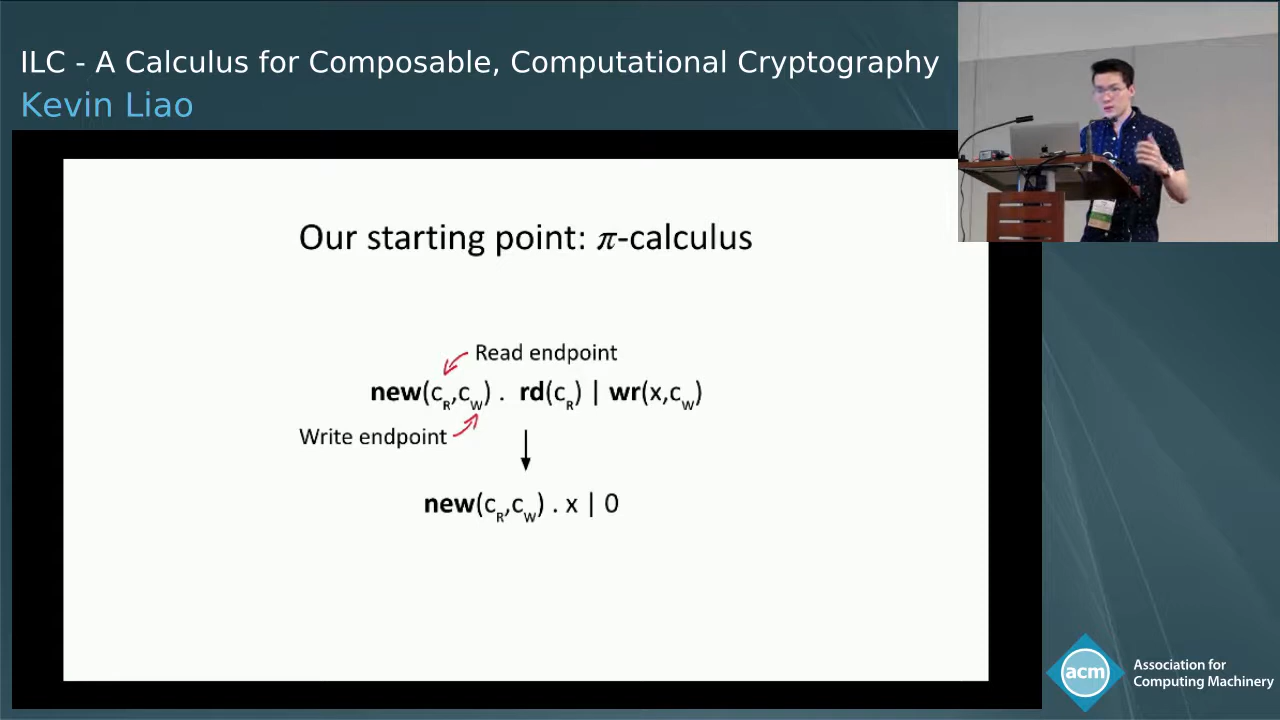 ILC - A Calculus for Composable, Computational Cryptography
Kevin Liao
Our starting point: π-calculus
Read endpoint
new(c_R,c_W) . rd(c_R) | wr(x,c_W)
Write endpoint
new(c_R,c_W) . x | 0
acm
Association for
Computing Machinery